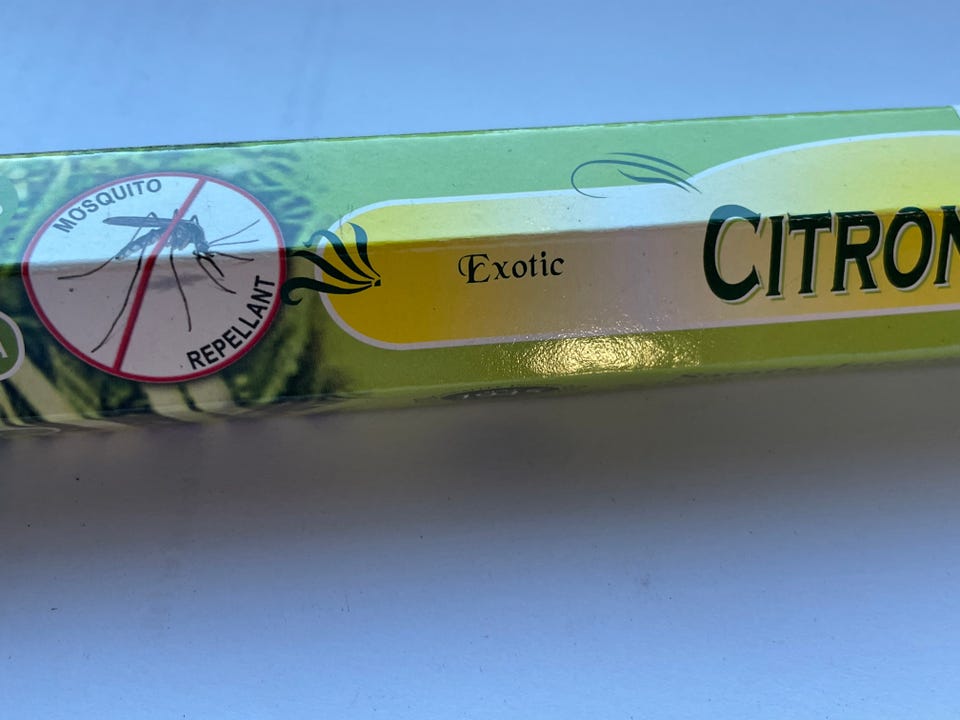 MOSQUITO
REPELLANT
Exotic
CITRON